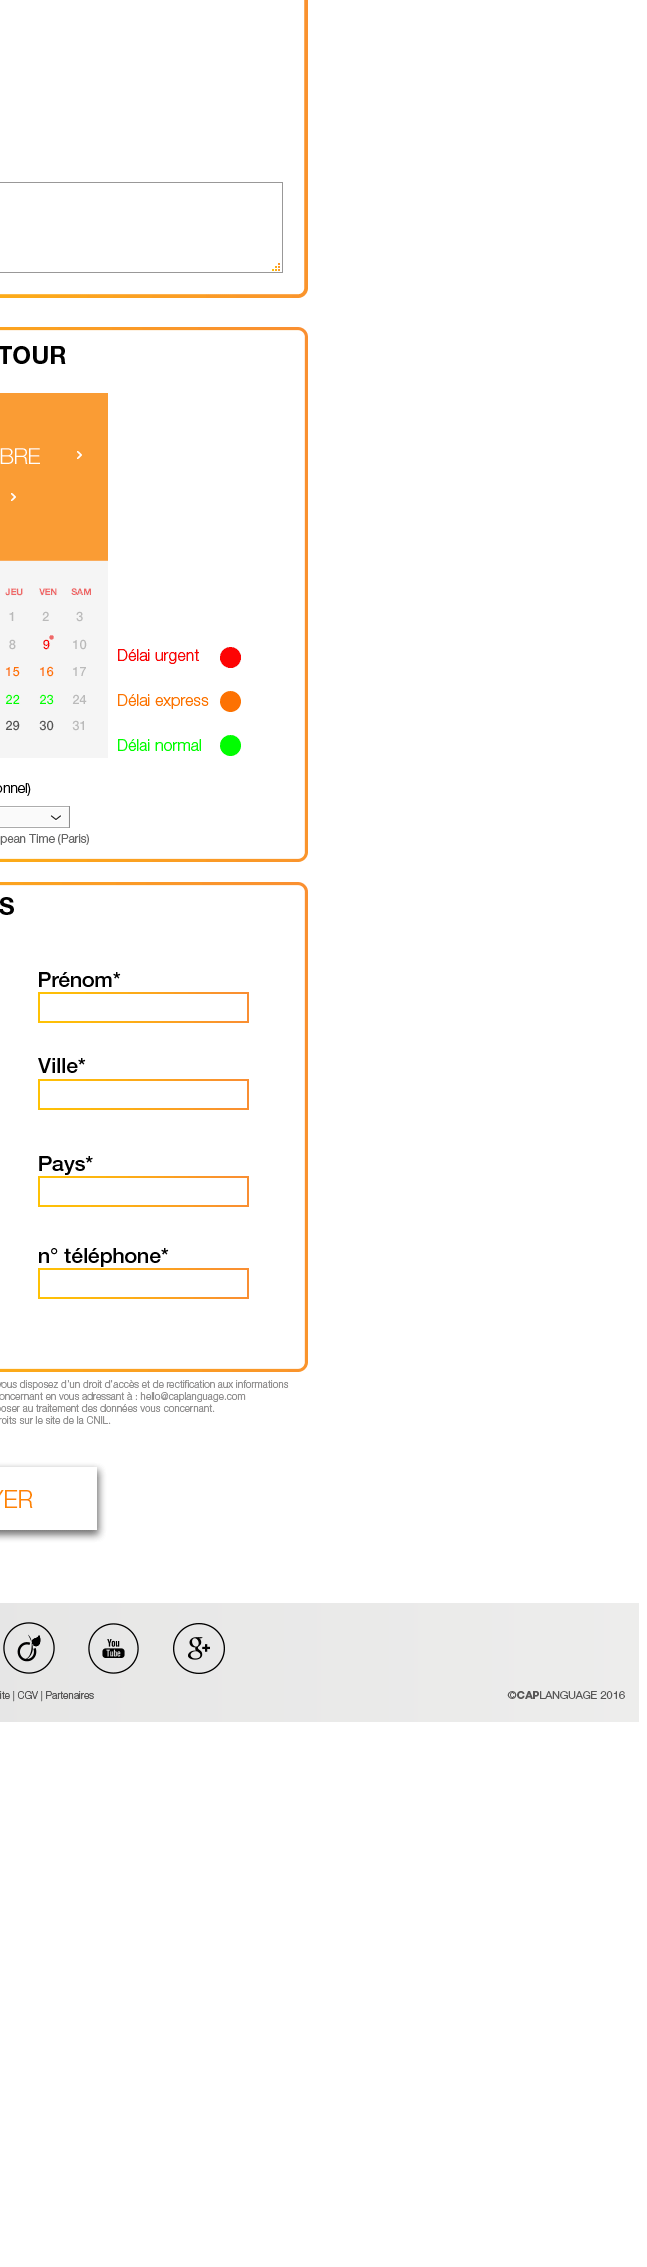 TOUR
BRE
JEU VEN SAM
1 2 3
8 9 10
Délai urgent
15 16 17
Délai express
22 23 24
29 30 31
Délai normal
onnel)
pean Time (Paris)
S
Prénom*
Ville*
Pays*
n° téléphone*
vous disposez d'un droit d'accès et de rectification aux informations
oncernant en vous adressant à : hello@caplanguage.com
poser au traitement des données vous concernant.
roits sur le site de la CNIL.
YER
You
Tube
g+
ite | CGV | Partenaires
©CAPLANGUAGE 2016